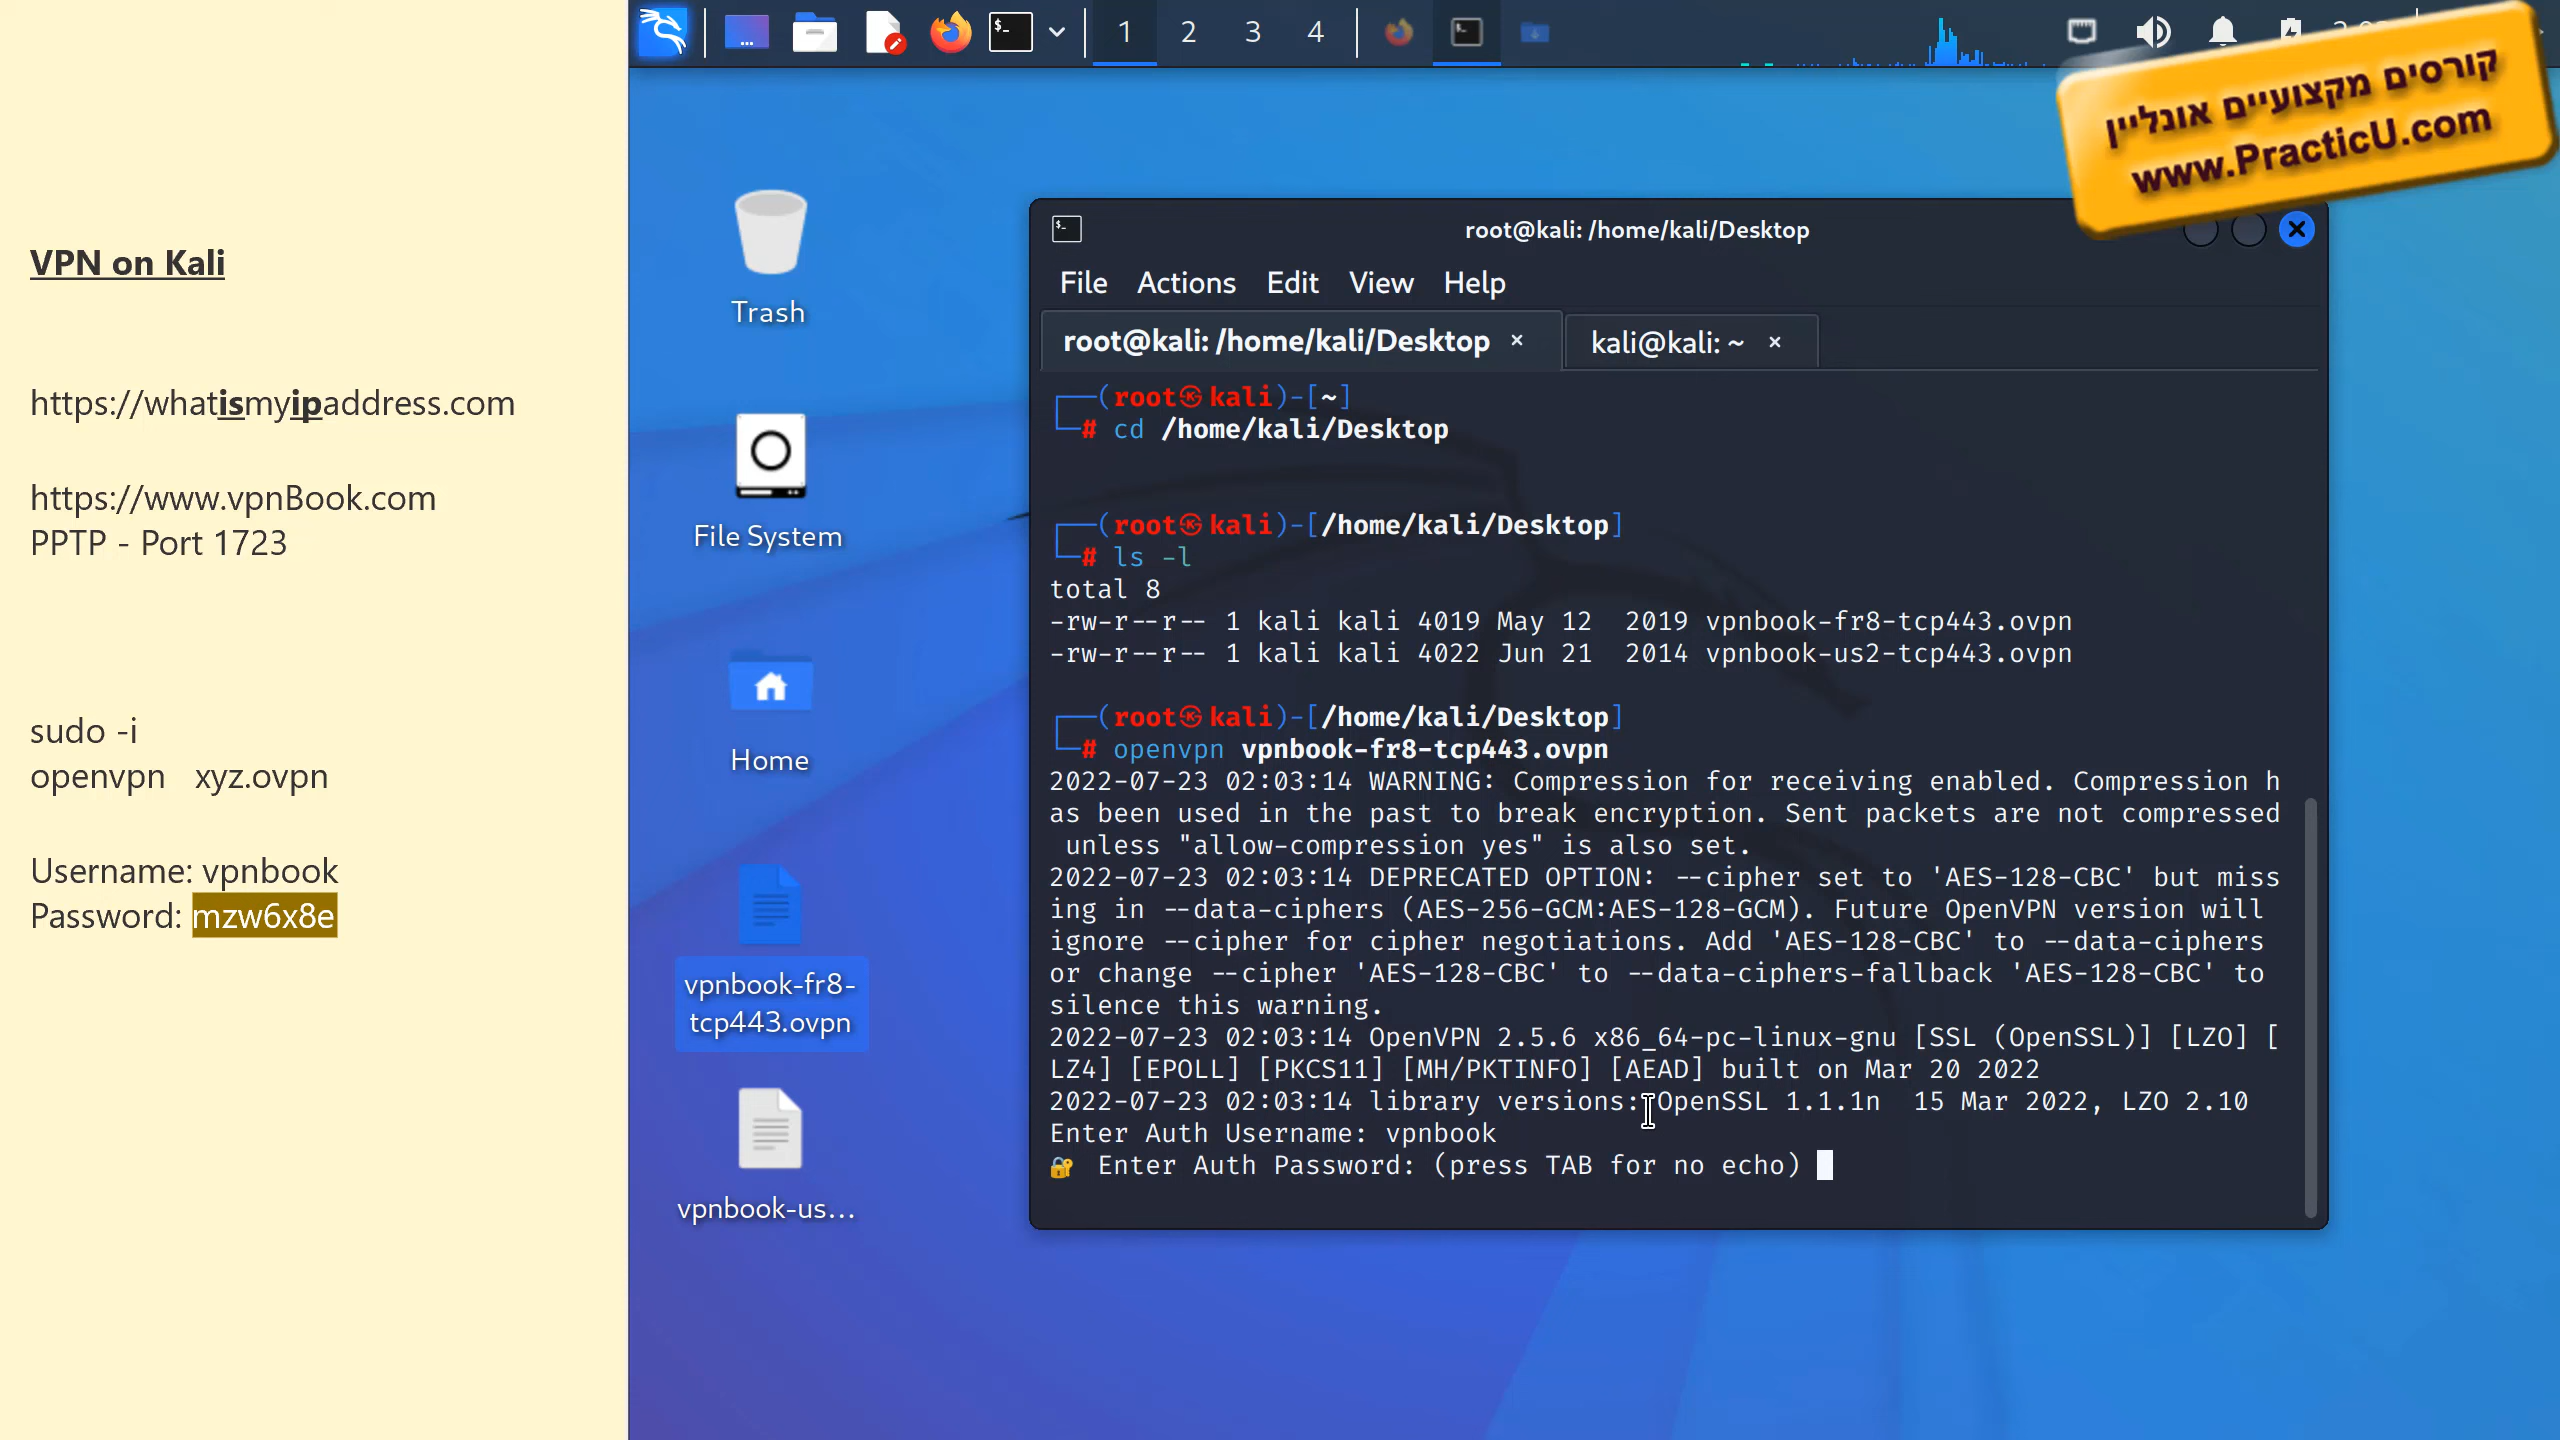 VPN on Kali
https://whatismyipaddress.com
https://www.vpnBook.com
PPTP - Port 1723
sudo -i
openvpn   xyz.ovpn
Username: vpnbook
Password: mzw6x8e
1 2 3 4
קורסים מקצועיים אונליין
www.PracticU.com
Trash
File System
Home
vpnbook-fr8-
tcp443.ovpn
vpnbook-us...
root@kali: /home/kali/Desktop
File Actions Edit View Help
root@kali: /home/kali/Desktop × kali@kali: ~ ×
(root㉿kali)-[~]
# cd /home/kali/Desktop
(root㉿kali)-[/home/kali/Desktop]
# ls -l
total 8
-rw-r--r-- 1 kali kali 4019 May 12  2019 vpnbook-fr8-tcp443.ovpn
-rw-r--r-- 1 kali kali 4022 Jun 21  2014 vpnbook-us2-tcp443.ovpn
(root㉿kali)-[/home/kali/Desktop]
# openvpn vpnbook-fr8-tcp443.ovpn
2022-07-23 02:03:14 WARNING: Compression for receiving enabled. Compression h
as been used in the past to break encryption. Sent packets are not compressed
unless "allow-compression yes" is also set.
2022-07-23 02:03:14 DEPRECATED OPTION: --cipher set to 'AES-128-CBC' but miss
ing in --data-ciphers (AES-256-GCM:AES-128-GCM). Future OpenVPN version will
ignore --cipher for cipher negotiations. Add 'AES-128-CBC' to --data-ciphers
or change --cipher 'AES-128-CBC' to --data-ciphers-fallback 'AES-128-CBC' to
silence this warning.
2022-07-23 02:03:14 OpenVPN 2.5.6 x86_64-pc-linux-gnu [SSL (OpenSSL)] [LZO] [
LZ4] [EPOLL] [PKCS11] [MH/PKTINFO] [AEAD] built on Mar 20 2022
2022-07-23 02:03:14 library versions: OpenSSL 1.1.1n  15 Mar 2022, LZO 2.10
Enter Auth Username: vpnbook
🔐 Enter Auth Password: (press TAB for no echo)